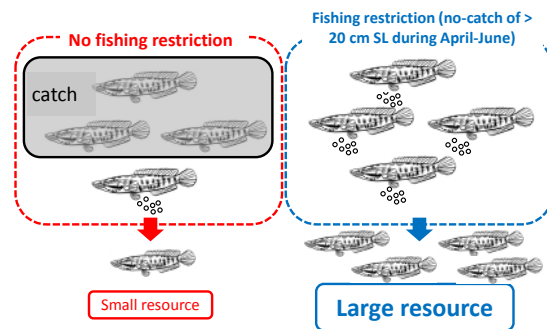 No fishing restriction
catch
Small resource
Fishing restriction (no-catch of >
20 cm SL during April-June)
Large resource